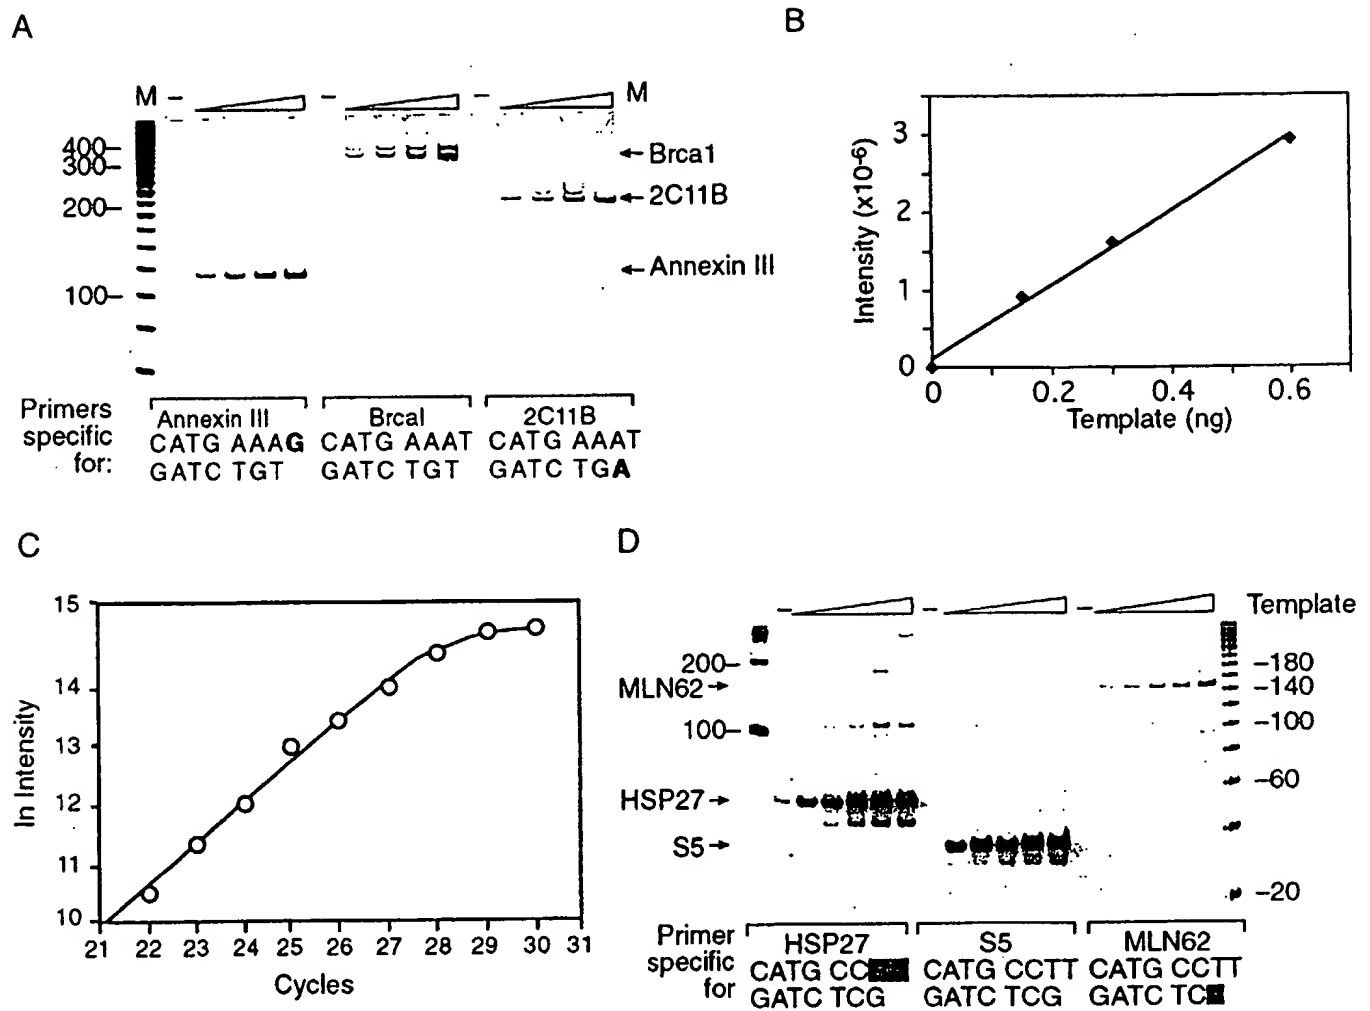 A
M – – – M
400–
300–
200–
100–
←Brca1
←2C11B
←Annexin III
Primers specific for:
Annexin III BrcaI 2C11B
CATG AAAG CATG AAAT CATG AAAT
GATC TGT GATC TGT GATC TGA
B
Intensity (x10-6)
3
2
1
0
0 0.2 0.4 0.6
Template (ng)
C
ln Intensity
15
14
13
12
11
10
21 22 23 24 25 26 27 28 29 30 31
Cycles
D
– – – Template
200–
MLN62→
100–
HSP27→
S5→
–180
–140
–100
–60
–20
Primer specific for
HSP27 S5 MLN62
CATG CC CATG CCTT CATG CCTT
GATC TCG GATC TCG GATC TC